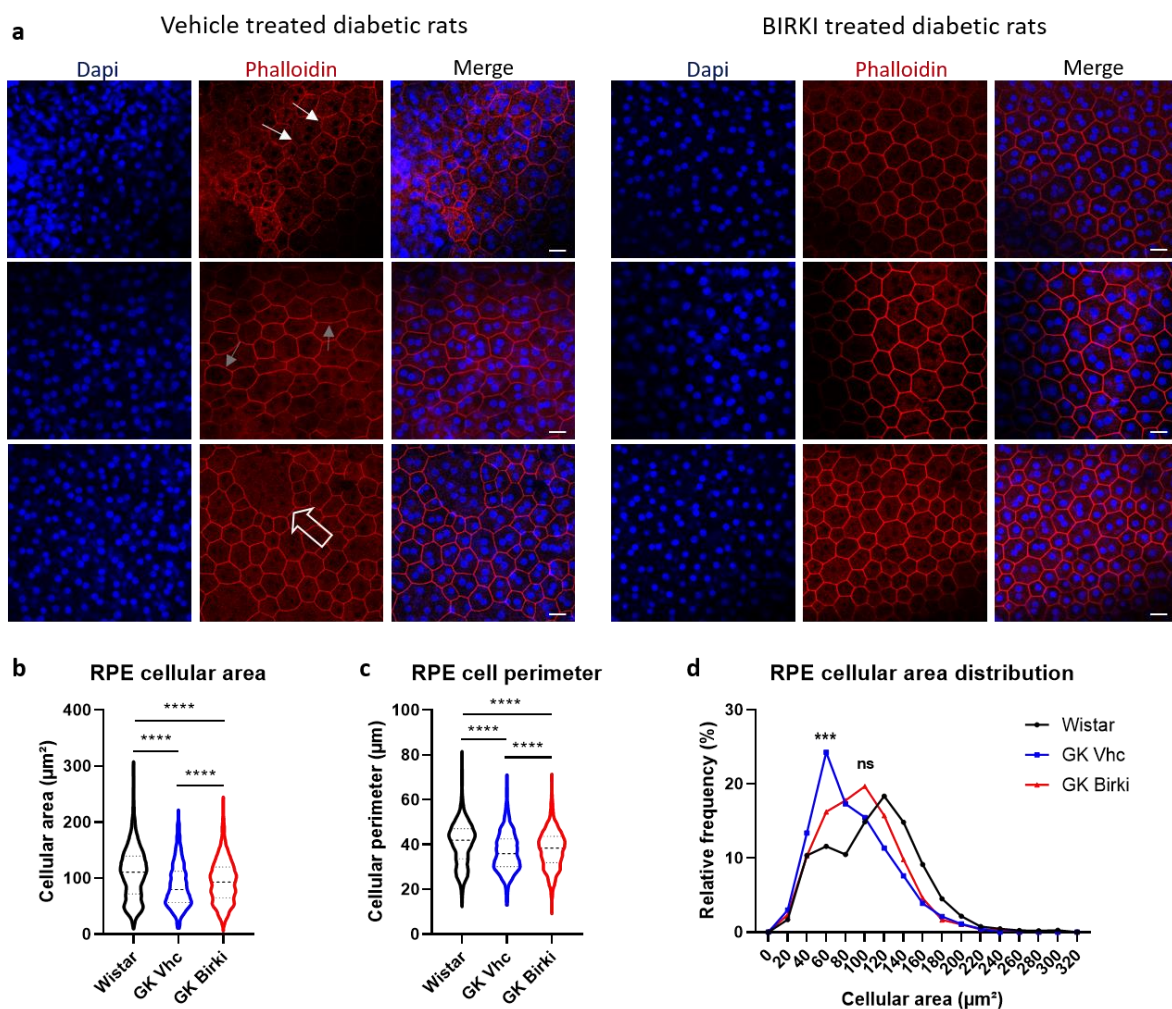 a
Vehicle treated diabetic rats
BIRKI treated diabetic rats
Dapi
Phalloidin
Merge
Dapi
Phalloidin
Merge
b
RPE cellular area
Cellular area (µm²)
400
300
200
100
0
****
****
****
Wistar
GK Vhc
GK Birki
c
RPE cell perimeter
Cellular perimeter (µm)
100
80
60
40
20
0
****
****
****
Wistar
GK Vhc
GK Birki
d
RPE cellular area distribution
Relative frequency (%)
30
20
10
0
***
ns
Wistar
GK Vhc
GK Birki
0
20
40
60
80
100
120
140
160
180
200
220
240
260
280
300
320
Cellular area (µm²)